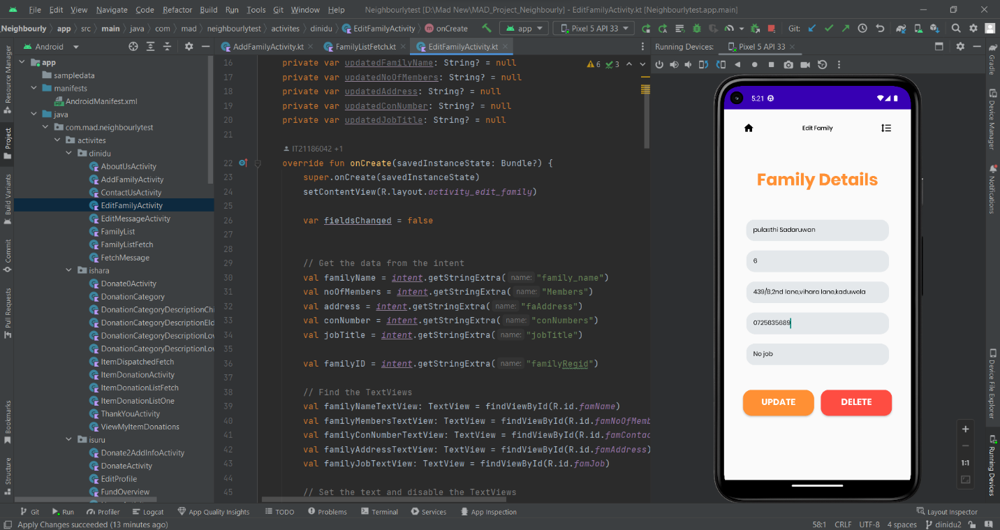 File Edit View Navigate Code Refactor Build Run Tools Git Window Help Neighbourlytest [D:\Mad New\MAD_Project_Neighbourly] - EditFamilyActivity.kt [Neighbourlytest.app.main]
_Neighbourly app src main java com mad neighbourlytest activites dinidu EditFamilyActivity onCreate app Pixel 5 API 33 Git:
Android AddFamilyActivity.kt FamilyListFetch.kt EditFamilyActivity.kt Running Devices: Pixel 5 API 33
Resource Manager
Project
Build Variants
Commit
Pull Requests
Bookmarks
Structure
app
sampledata
manifests
AndroidManifest.xml
java
com.mad.neighbourlytest
activites
dinidu
AboutUsActivity
AddFamilyActivity
ContactUsActivity
EditFamilyActivity
EditMessageActivity
FamilyList
FamilyListFetch
FetchMessage
ishara
Donate0Activity
DonationCategory
DonationCategoryDescriptionChi
DonationCategoryDescriptionEld
DonationCategoryDescriptionLov
DonationCategoryDescriptionLov
ItemDispatchedFetch
ItemDonationActivity
ItemDonationListFetch
ItemDonationListOne
ThankYouActivity
ViewMyItemDonations
isuru
Donate2AddInfoActivity
DonateActivity
EditProfile
FundOverview
6 3
16 private var updatedFamilyName: String? = null
17 private var updatedNoOfMembers: String? = null
18 private var updatedAddress: String? = null
19 private var updatedConNumber: String? = null
20 private var updatedJobTitle: String? = null
21
IT21186042 +1
22 override fun onCreate(savedInstanceState: Bundle?) {
23 super.onCreate(savedInstanceState)
24 setContentView(R.layout.activity_edit_family)
25
26 var fieldsChanged = false
27
28
29 // Get the data from the intent
30 val familyName = intent.getStringExtra( name: "family_name")
31 val noOfMembers = intent.getStringExtra( name: "Members")
32 val address = intent.getStringExtra( name: "faAddress")
33 val conNumber = intent.getStringExtra( name: "conNumbers")
34 val jobTitle = intent.getStringExtra( name: "jobTitle")
35
36 val familyID = intent.getStringExtra( name: "familyRegid")
37
38 // Find the TextViews
39 val familyNameTextView: TextView = findViewById(R.id.famName)
40 val familyMembersTextView: TextView = findViewById(R.id.famNoOfMemb
41 val familyConNumberTextView: TextView = findViewById(R.id.famContac
42 val familyAddressTextView: TextView = findViewById(R.id.famAddress)
43 val familyJobTextView: TextView = findViewById(R.id.famJob)
44
45 // Set the text and disable the TextViews
5:21
Edit Family
Family Details
pulasthi Sadaruwan
6
439/8,2nd lane,vihara lane,kaduwela
0725635689
No job
UPDATE DELETE
1:1
Gradle
Device Manager
Notifications
Device File Explorer
Running Devices
Git Run Profiler Logcat App Quality Insights TODO Problems Terminal Services App Inspection Layout Inspector
Apply Changes succeeded (13 minutes ago) 58:1 CRLF UTF-8 4 spaces dinidu2